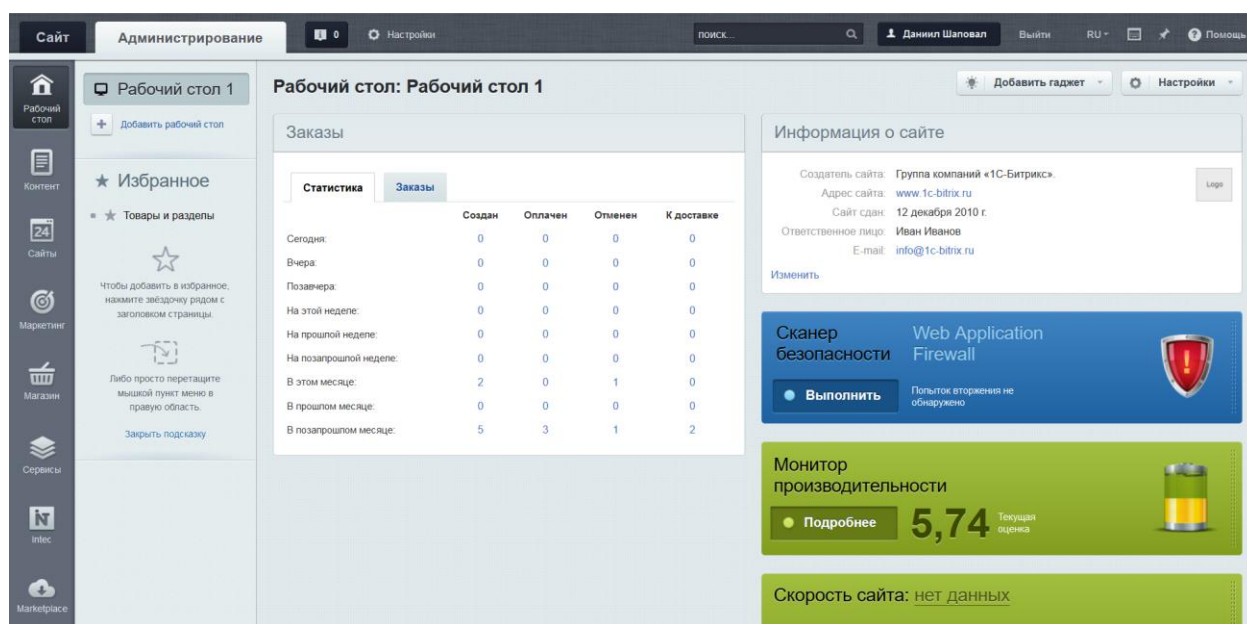 Сайт
Администрирование
0
Настройки
поиск...
Даниил Шаповал
Выйти
RU
Помощь
Рабочий стол
Контент
24
Сайты
Маркетинг
Магазин
Сервисы
Intec
Marketplace
Рабочий стол 1
Добавить рабочий стол
Избранное
Товары и разделы
Чтобы добавить в избранное,
нажмите звёздочку рядом с
заголовком страницы.
Либо просто перетащите
мышкой пункт меню в
правую область.
Закрыть подсказку
Рабочий стол: Рабочий стол 1
Добавить гаджет
Настройки
Заказы
Статистика Заказы
Создан Оплачен Отменен К доставке
Сегодня: 0 0 0 0
Вчера: 0 0 0 0
Позавчера: 0 0 0 0
На этой неделе: 0 0 0 0
На прошлой неделе: 0 0 0 0
На позапрошлой неделе: 0 0 0 0
В этом месяце: 2 0 1 0
В прошлом месяце: 0 0 0 0
В позапрошлом месяце: 5 3 1 2
Информация о сайте
Создатель сайта: Группа компаний «1С-Битрикс».
Адрес сайта: www.1c-bitrix.ru
Сайт сдан: 12 декабря 2010 г.
Ответственное лицо: Иван Иванов
E-mail: info@1c-bitrix.ru
Logo
Изменить
Сканер
безопасности
Web Application
Firewall
Выполнить
Попыток вторжения не
обнаружено
Монитор
производительности
Подробнее
5,74
Текущая
оценка
Скорость сайта: нет данных